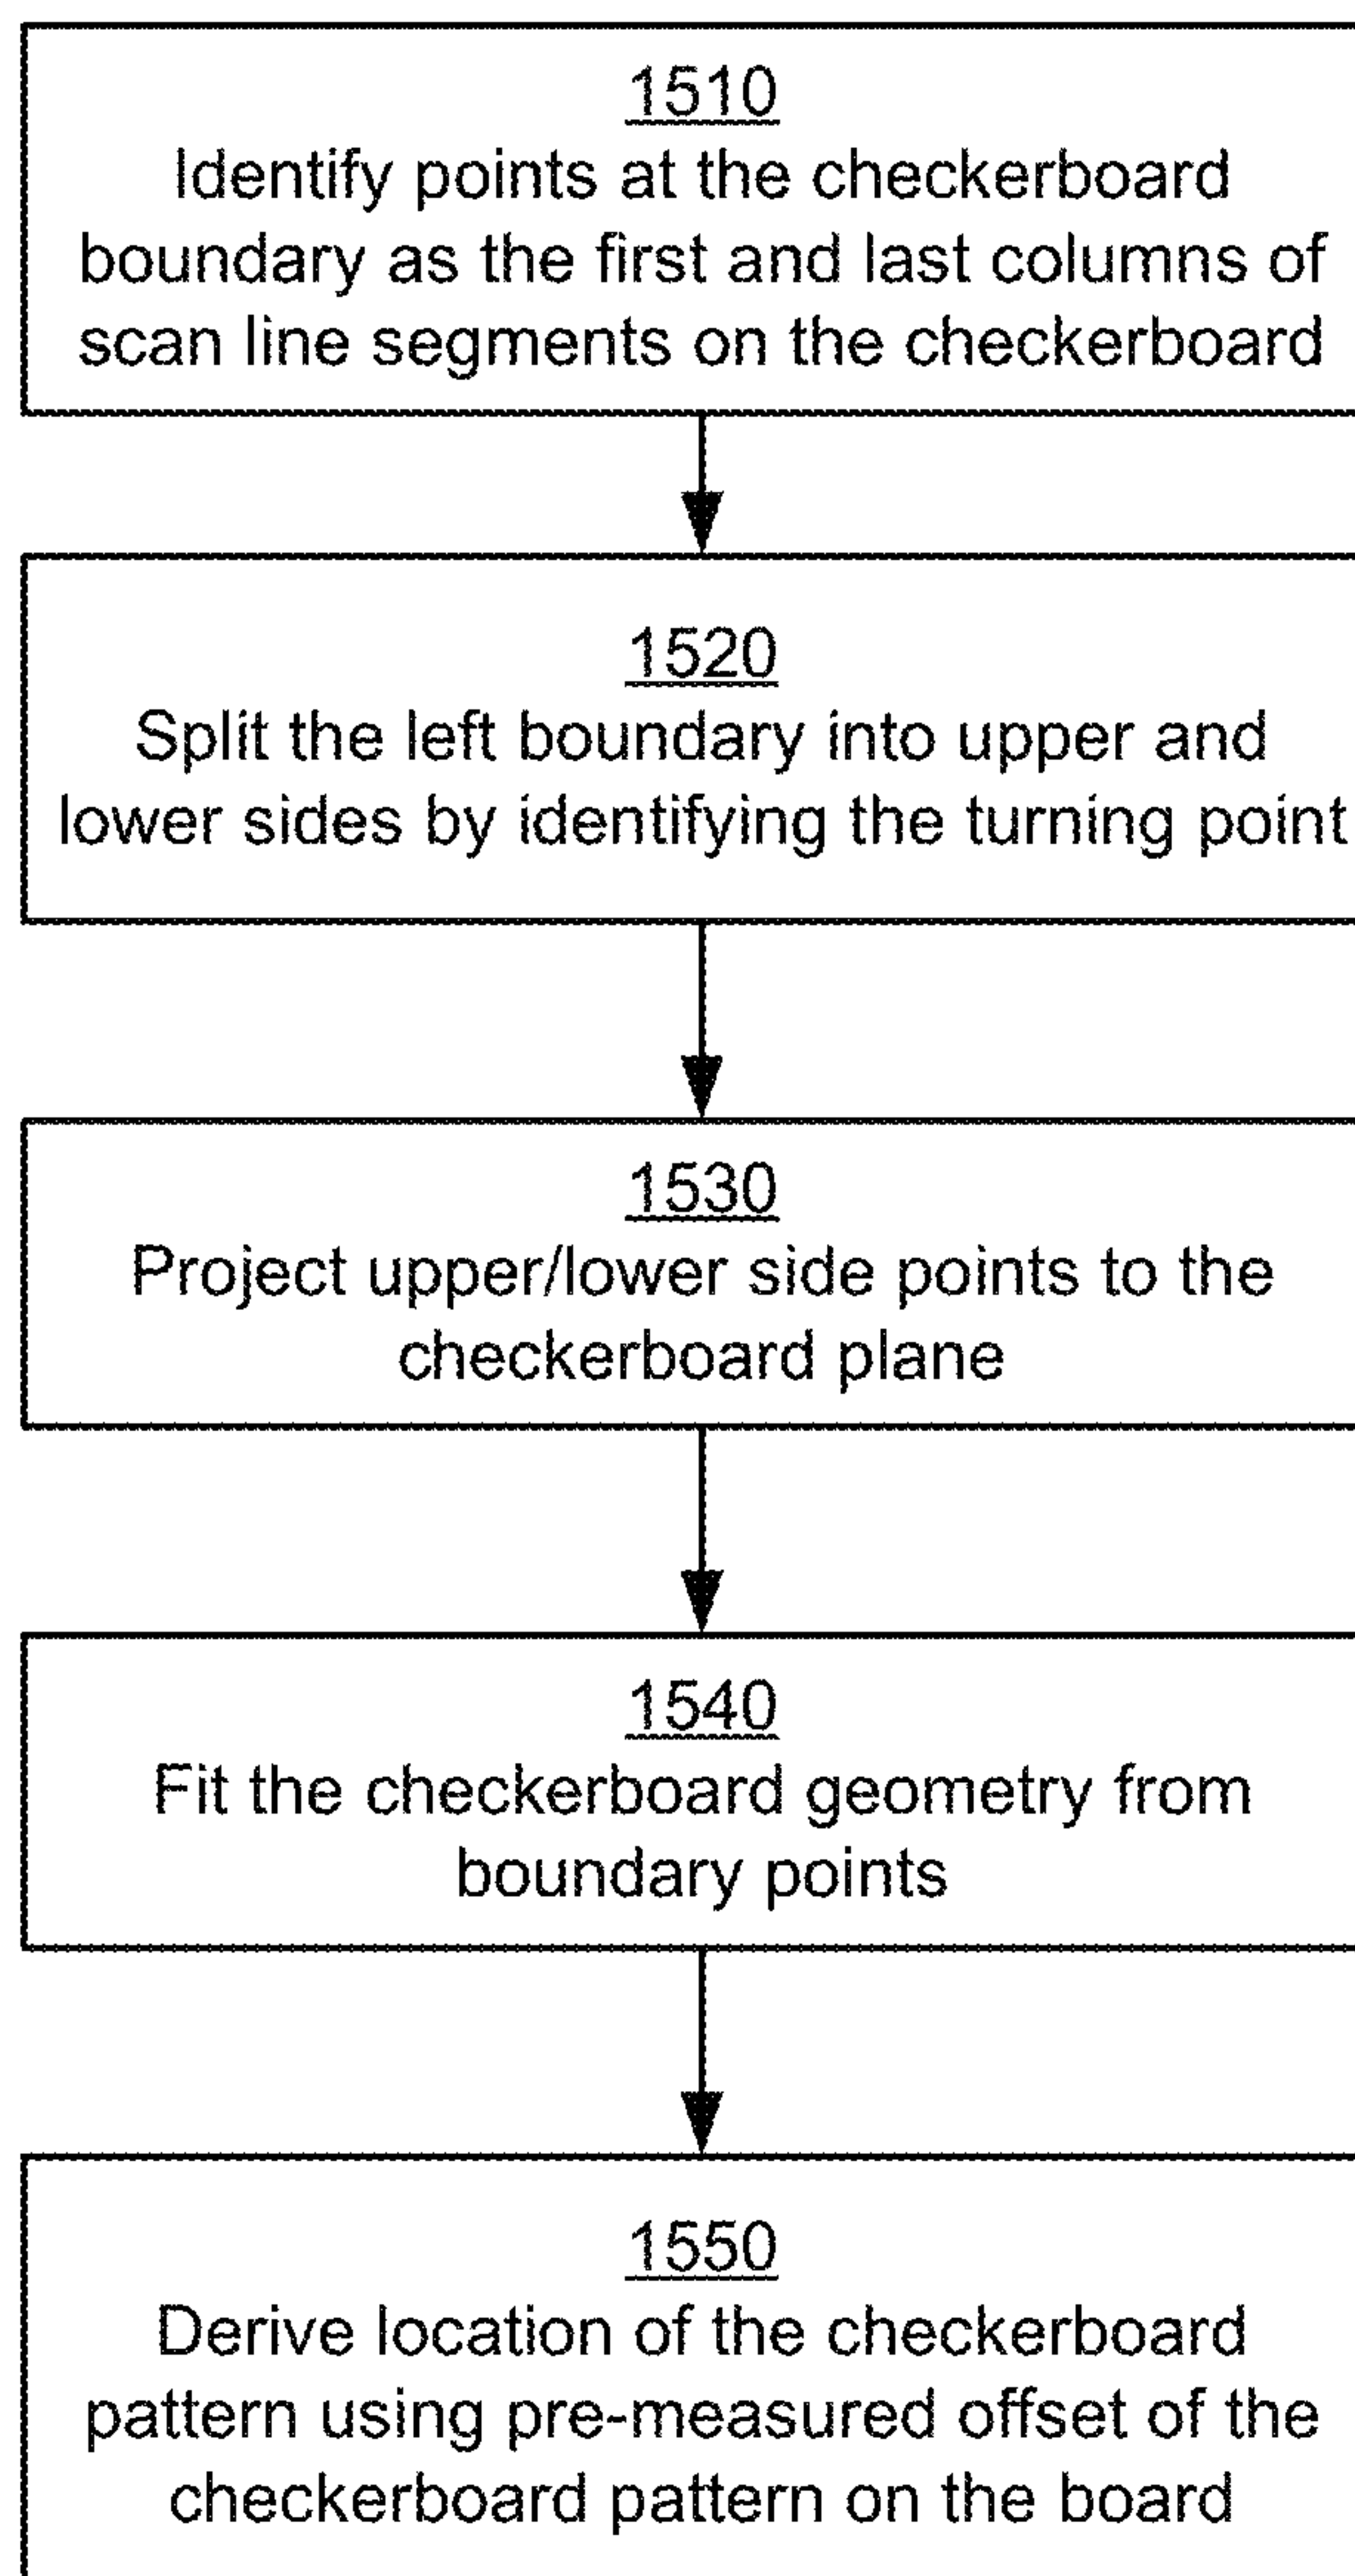 1510
Identify points at the checkerboard
boundary as the first and last columns of
scan line segments on the checkerboard
1520
Split the left boundary into upper and
lower sides by identifying the turning point
1530
Project upper/lower side points to the
checkerboard plane
1540
Fit the checkerboard geometry from
boundary points
1550
Derive location of the checkerboard
pattern using pre-measured offset of the
checkerboard pattern on the board